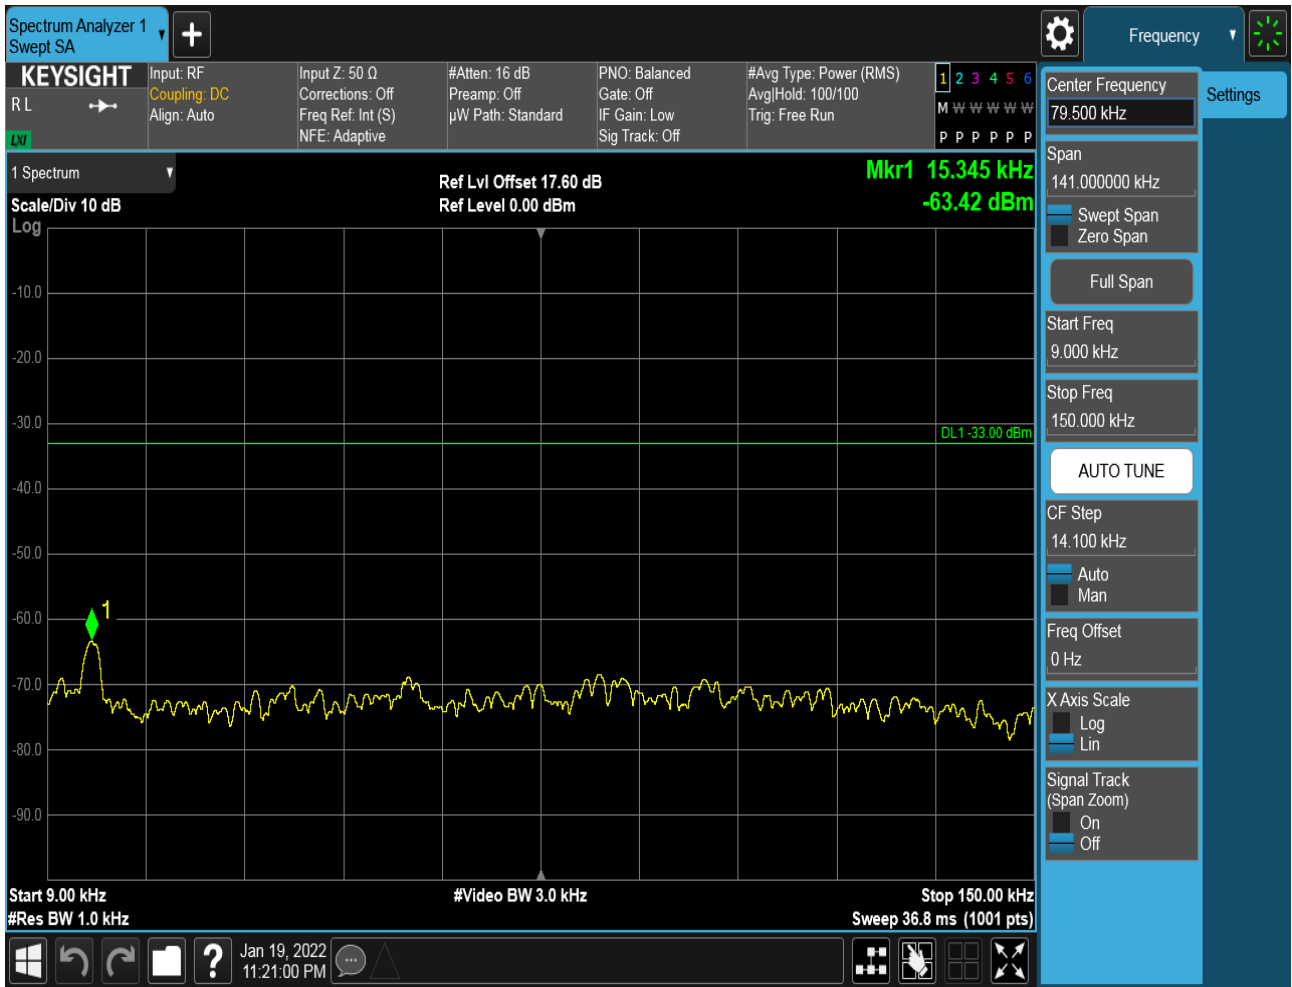 Spectrum Analyzer 1
Swept SA
Frequency
KEYSIGHT
R L
LXI
Input: RF
Coupling: DC
Align: Auto
Input Z: 50 Ω
Corrections: Off
Freq Ref: Int (S)
NFE: Adaptive
#Atten: 16 dB
Preamp: Off
µW Path: Standard
PNO: Balanced
Gate: Off
IF Gain: Low
Sig Track: Off
#Avg Type: Power (RMS)
Avg|Hold: 100/100
Trig: Free Run
1 2 3 4 5 6
M W W W W W
P P P P P P
1 Spectrum
Scale/Div 10 dB
Log
Ref Lvl Offset 17.60 dB
Ref Level 0.00 dBm
Mkr1 15.345 kHz
-63.42 dBm
-10.0
-20.0
-30.0
DL1 -33.00 dBm
-40.0
-50.0
-60.0
1
-70.0
-80.0
-90.0
Start 9.00 kHz
#Res BW 1.0 kHz
#Video BW 3.0 kHz
Stop 150.00 kHz
Sweep 36.8 ms (1001 pts)
Center Frequency
79.500 kHz
Settings
Span
141.000000 kHz
Swept Span
Zero Span
Full Span
Start Freq
9.000 kHz
Stop Freq
150.000 kHz
AUTO TUNE
CF Step
14.100 kHz
Auto
Man
Freq Offset
0 Hz
X Axis Scale
Log
Lin
Signal Track
(Span Zoom)
On
Off
?
Jan 19, 2022
11:21:00 PM